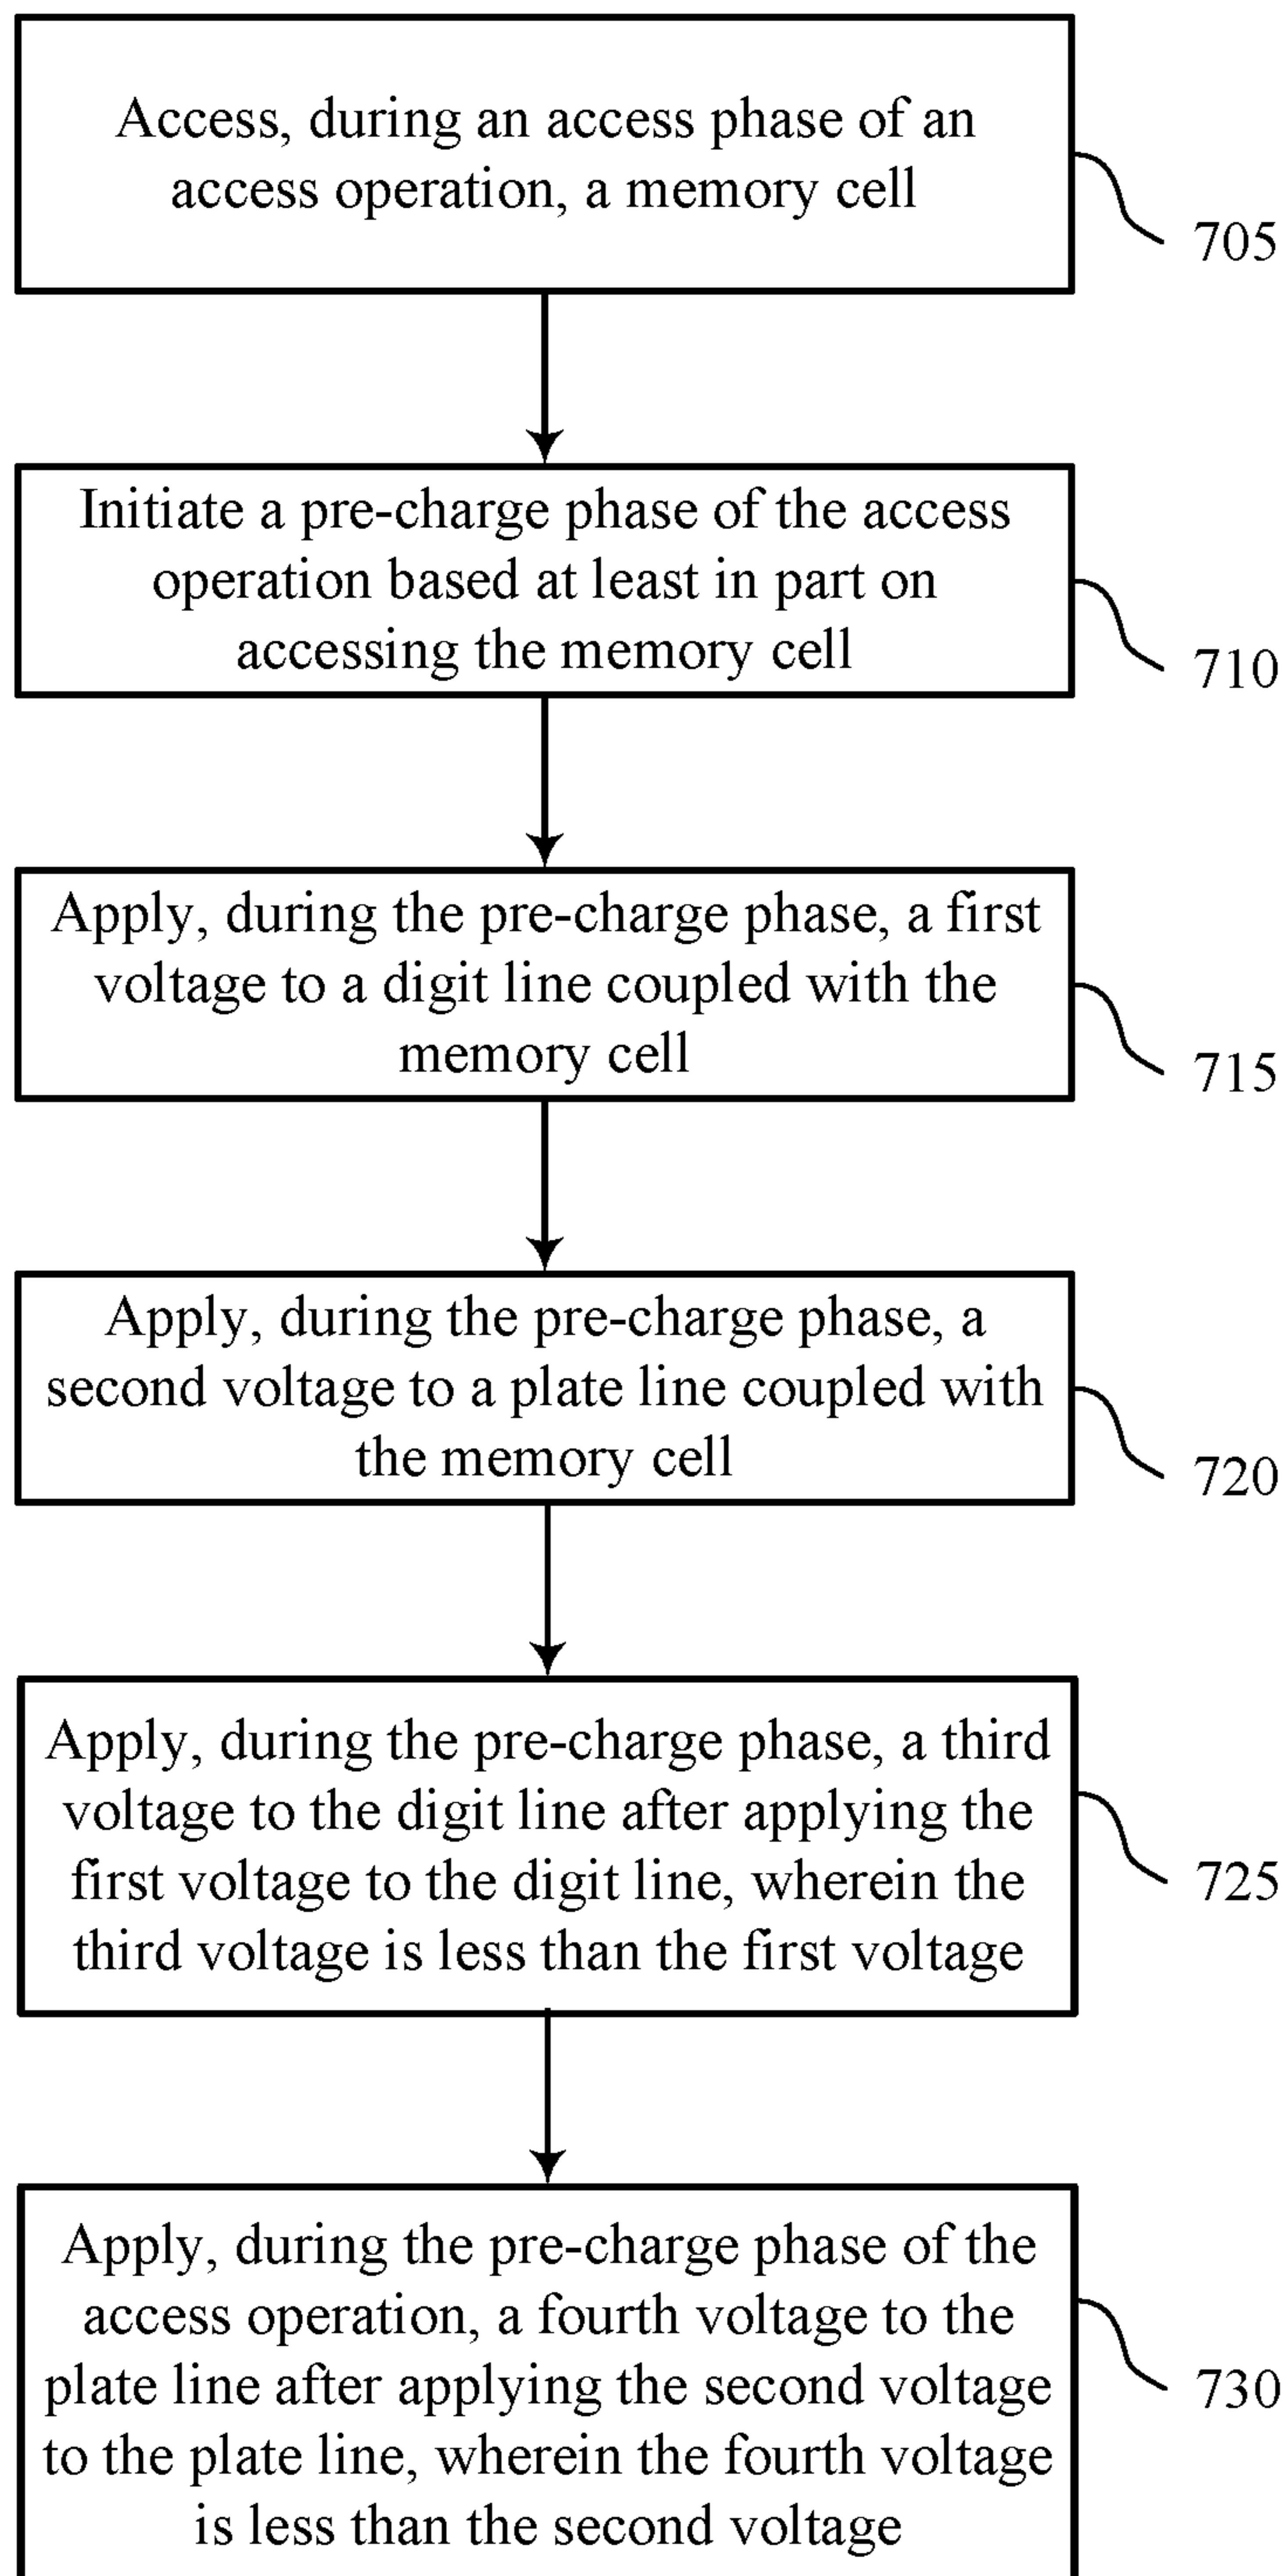 Access, during an access phase of an
access operation, a memory cell
705
Initiate a pre-charge phase of the access
operation based at least in part on
accessing the memory cell
710
Apply, during the pre-charge phase, a first
voltage to a digit line coupled with the
memory cell
715
Apply, during the pre-charge phase, a
second voltage to a plate line coupled with
the memory cell
720
Apply, during the pre-charge phase, a third
voltage to the digit line after applying the
first voltage to the digit line, wherein the
third voltage is less than the first voltage
725
Apply, during the pre-charge phase of the
access operation, a fourth voltage to the
plate line after applying the second voltage
to the plate line, wherein the fourth voltage
is less than the second voltage
730